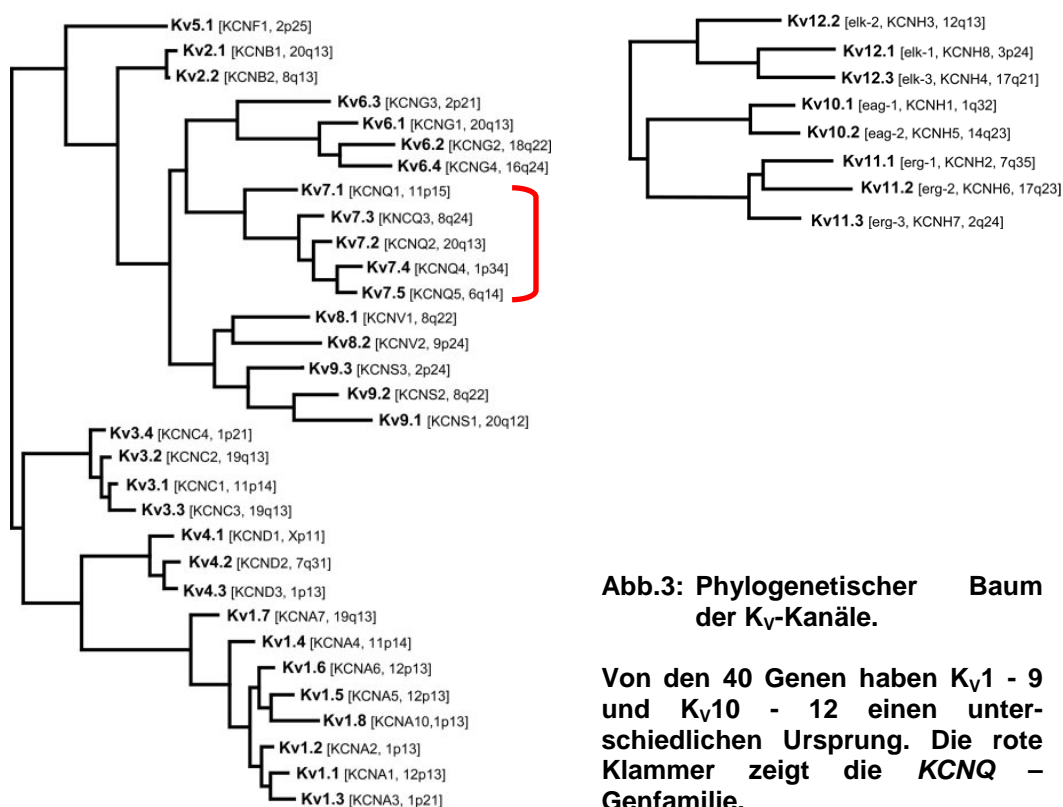 Kv5.1 [KCNF1, 2p25]
Kv2.1 [KCNB1, 20q13]
Kv2.2 [KCNB2, 8q13]
Kv6.3 [KCNG3, 2p21]
Kv6.1 [KCNG1, 20q13]
Kv6.2 [KCNG2, 18q22]
Kv6.4 [KCNG4, 16q24]
Kv7.1 [KCNQ1, 11p15]
Kv7.3 [KNCQ3, 8q24]
Kv7.2 [KCNQ2, 20q13]
Kv7.4 [KCNQ4, 1p34]
Kv7.5 [KCNQ5, 6q14]
Kv8.1 [KCNV1, 8q22]
Kv8.2 [KCNV2, 9p24]
Kv9.3 [KCNS3, 2p24]
Kv9.2 [KCNS2, 8q22]
Kv9.1 [KCNS1, 20q12]
Kv3.4 [KCNC4, 1p21]
Kv3.2 [KCNC2, 19q13]
Kv3.1 [KCNC1, 11p14]
Kv3.3 [KCNC3, 19q13]
Kv4.1 [KCND1, Xp11]
Kv4.2 [KCND2, 7q31]
Kv4.3 [KCND3, 1p13]
Kv1.7 [KCNA7, 19q13]
Kv1.4 [KCNA4, 11p14]
Kv1.6 [KCNA6, 12p13]
Kv1.5 [KCNA5, 12p13]
Kv1.8 [KCNA10,1p13]
Kv1.2 [KCNA2, 1p13]
Kv1.1 [KCNA1, 12p13]
Kv1.3 [KCNA3, 1p21]
Kv12.2 [elk-2, KCNH3, 12q13]
Kv12.1 [elk-1, KCNH8, 3p24]
Kv12.3 [elk-3, KCNH4, 17q21]
Kv10.1 [eag-1, KCNH1, 1q32]
Kv10.2 [eag-2, KCNH5, 14q23]
Kv11.1 [erg-1, KCNH2, 7q35]
Kv11.2 [erg-2, KCNH6, 17q23]
Kv11.3 [erg-3, KCNH7, 2q24]
Abb.3: Phylogenetischer Baum
der KV-Kanäle.
Von den 40 Genen haben KV1 - 9
und KV10 - 12 einen unter-
schiedlichen Ursprung. Die rote
Klammer zeigt die KCNQ –
Genfamilie.